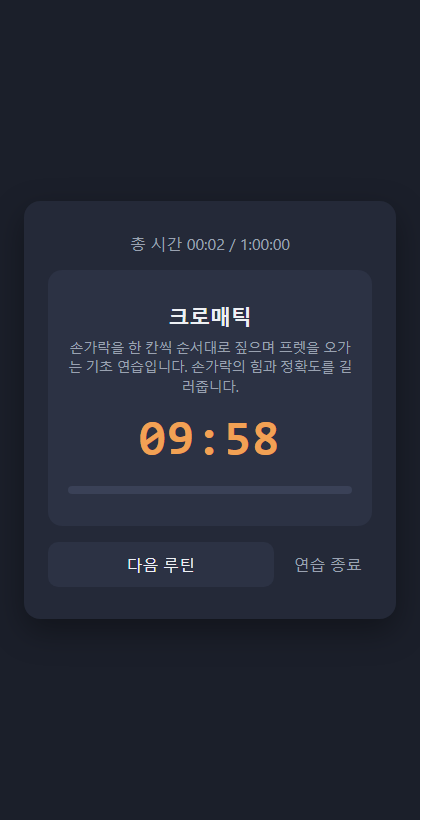 총 시간 00:02 / 1:00:00
크로매틱
손가락을 한 칸씩 순서대로 짚으며 프렛을 오가
는 기초 연습입니다. 손가락의 힘과 정확도를 길
러줍니다.
09:58
다음 루틴 연습 종료